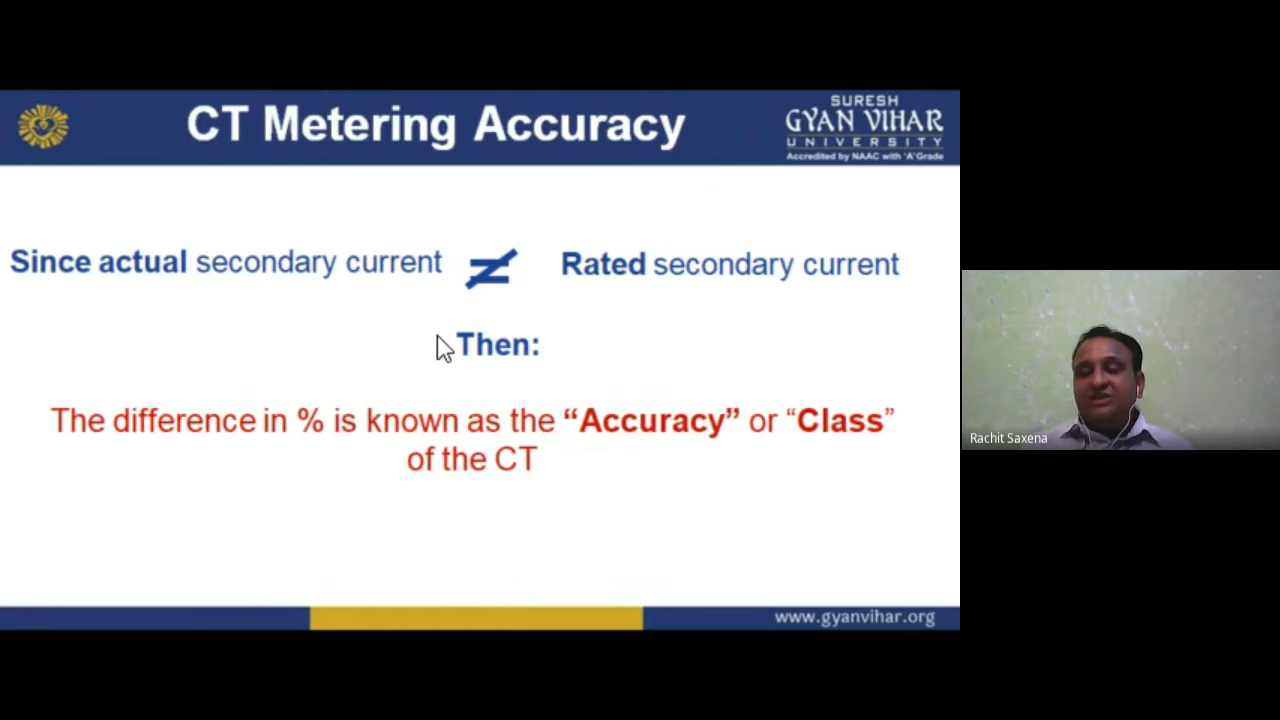 CT Metering Accuracy
SURESH
GYAN VIHAR
UNIVERSITY
Accredited by NAAC with 'A' Grade
Since actual secondary current ≠ Rated secondary current
Then:
The difference in % is known as the “Accuracy” or “Class”
of the CT
Rachit Saxena
www.gyanvihar.org